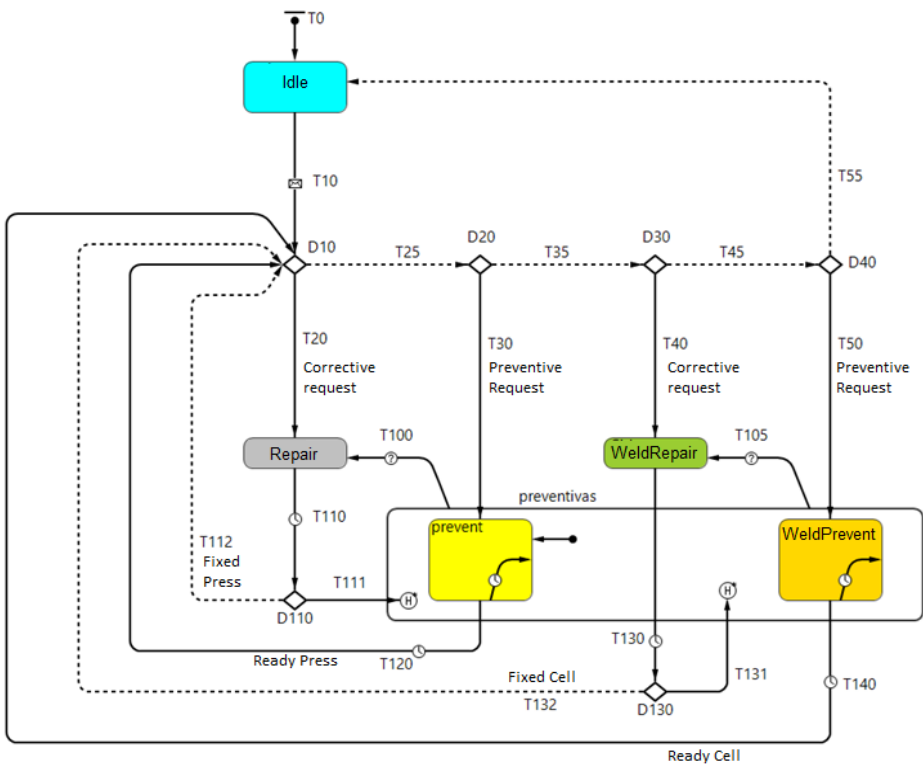 T0
Idle
T10
T55
D10
T25
D20
T35
D30
T45
D40
T20
Corrective
request
T30
Preventive
Request
T40
Corrective
request
T50
Preventive
Request
Repair
T100
WeldRepair
T105
preventivas
T110
prevent
WeldPrevent
T112
Fixed
Press
T111
H*
D110
H*
Ready Press
T120
T130
Fixed Cell
T132
D130
T131
T140
Ready Cell